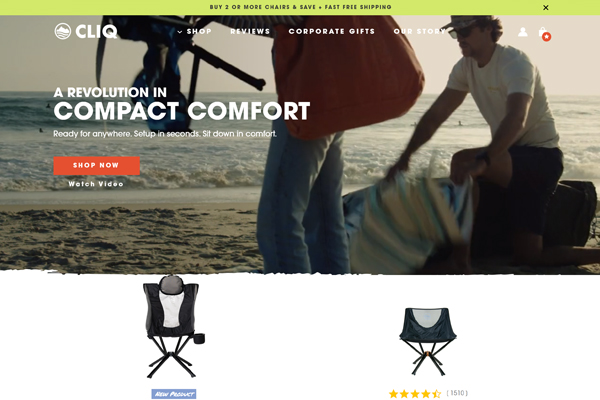 BUY 2 OR MORE CHAIRS & SAVE + FAST FREE SHIPPING
CLIQ
SHOP
REVIEWS
CORPORATE GIFTS
OUR STORY
A REVOLUTION IN
COMPACT COMFORT
Ready for anywhere. Setup in seconds. Sit down in comfort.
SHOP NOW
Watch Video
NEW PRODUCT
( 1510 )